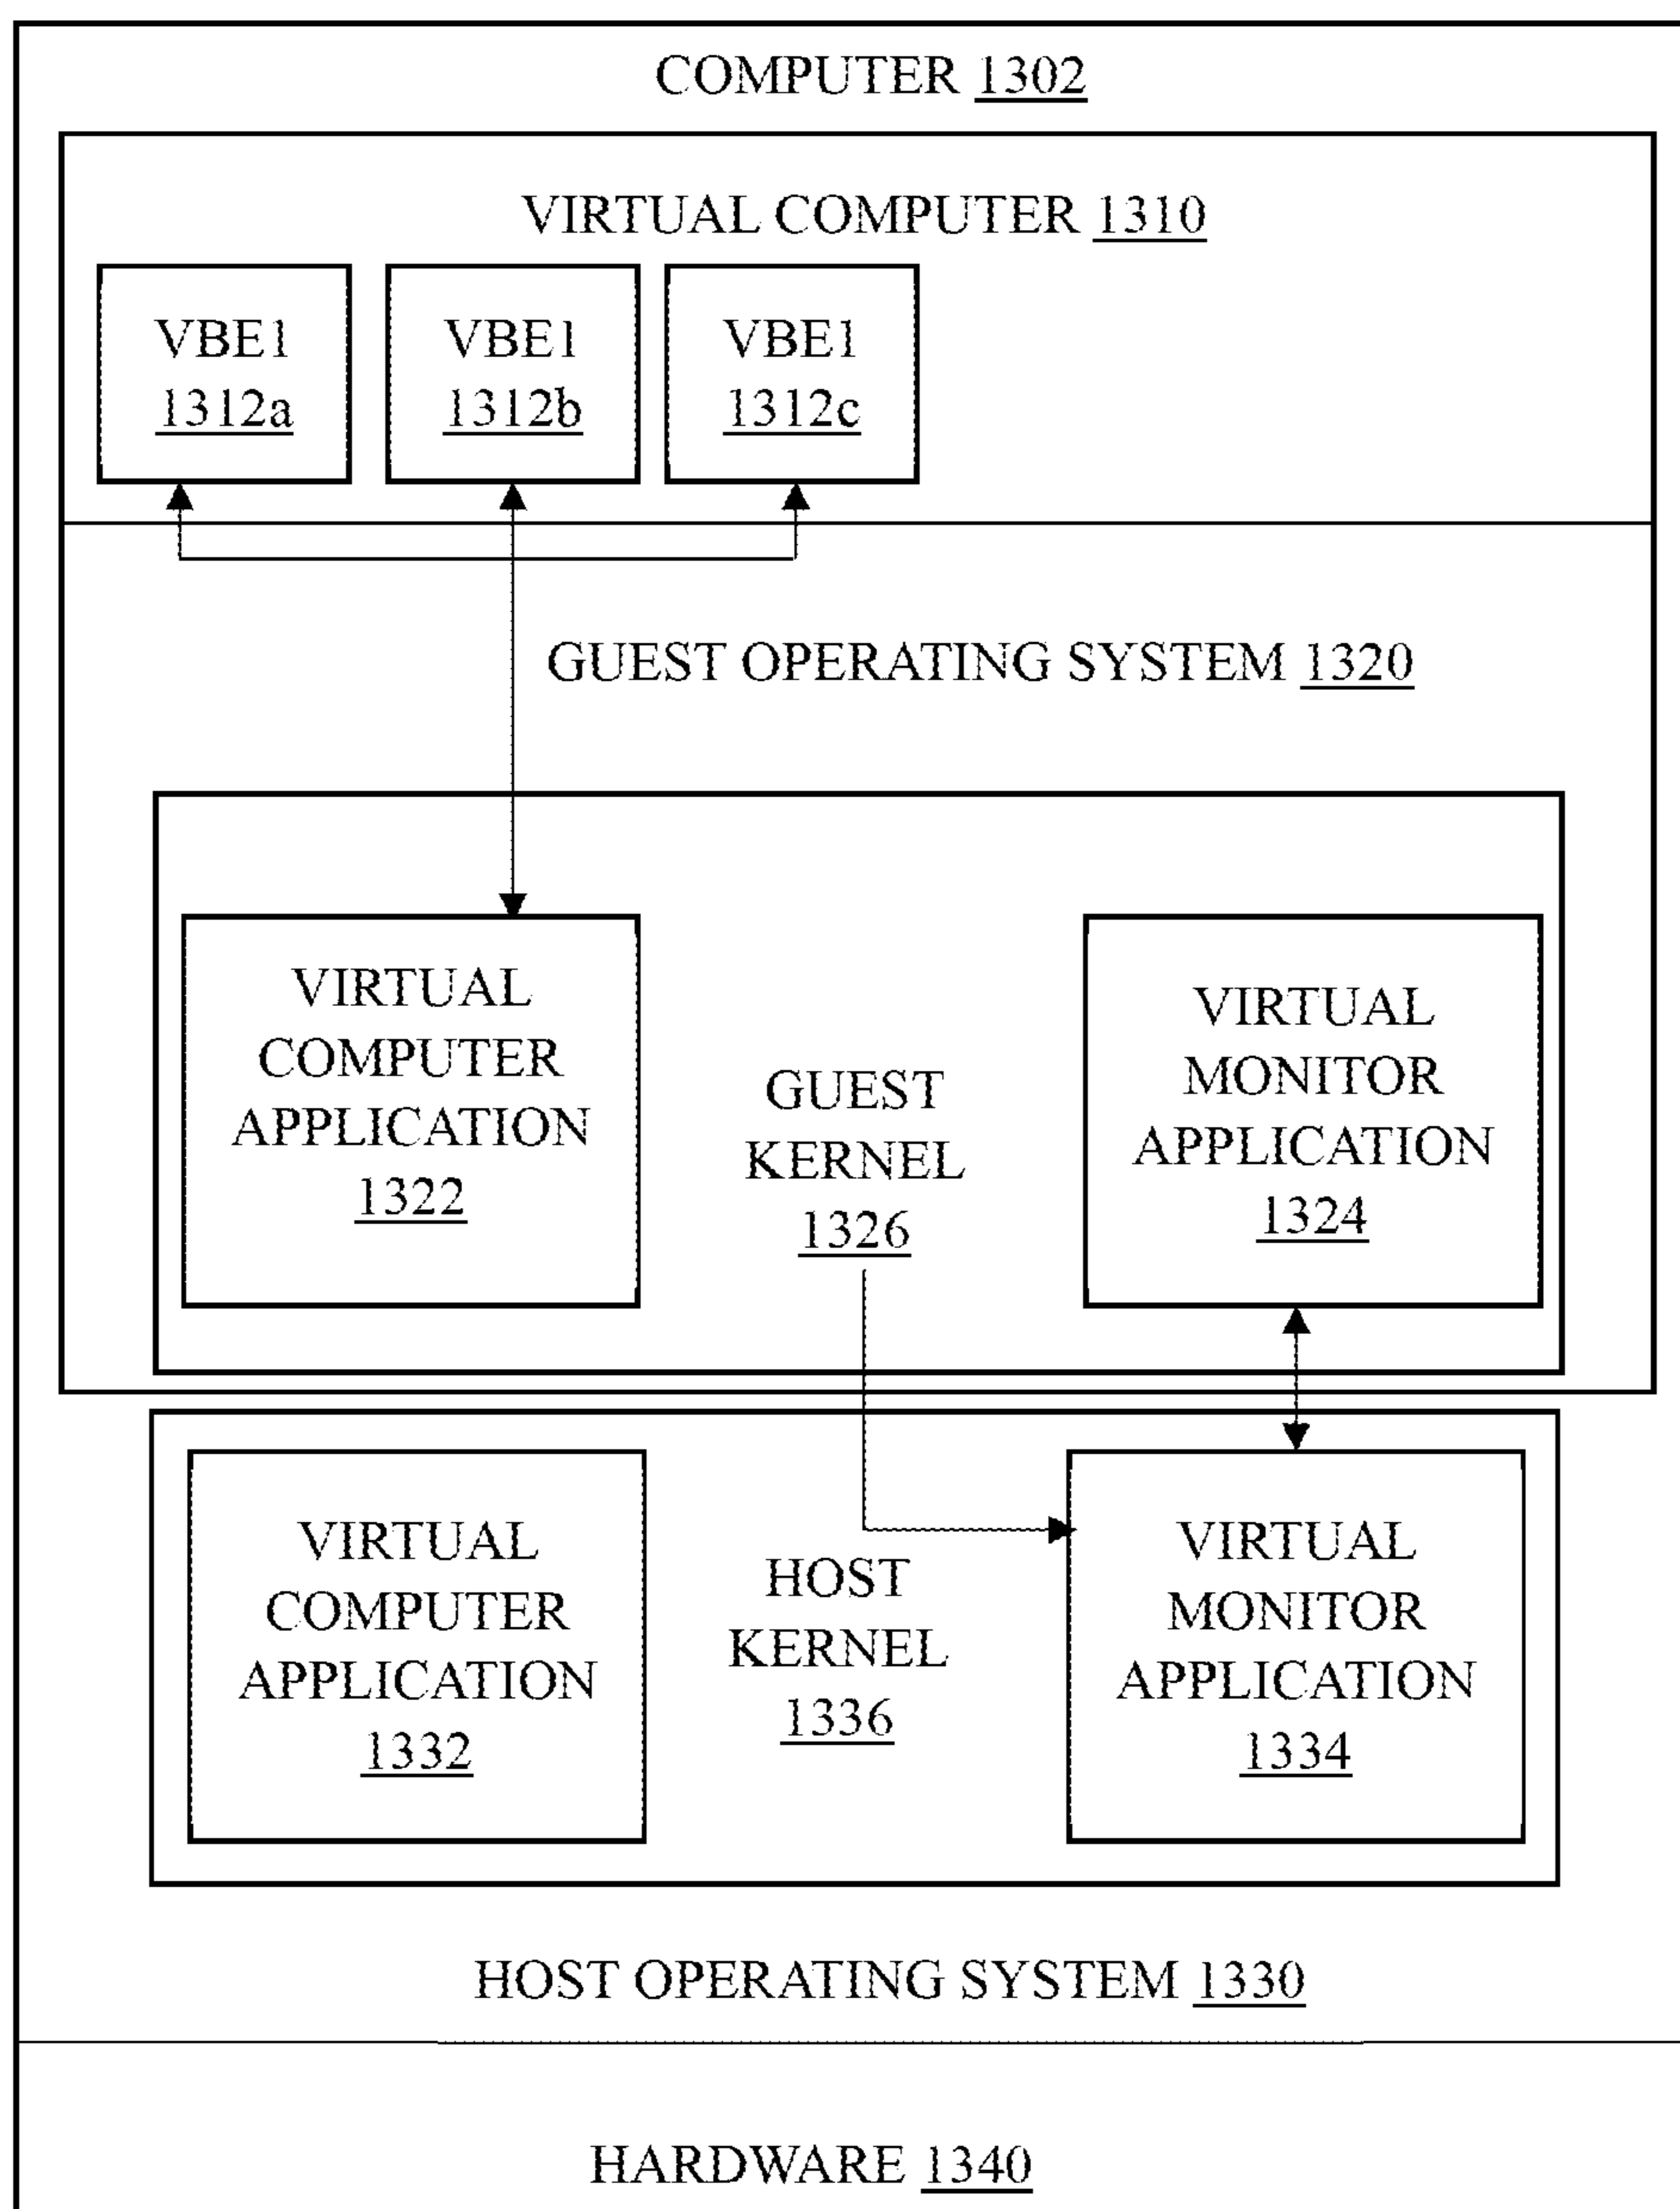 COMPUTER 1302
VIRTUAL COMPUTER 1310
VBE1
1312a
VBE1
1312b
VBE1
1312c
GUEST OPERATING SYSTEM 1320
VIRTUAL
COMPUTER
APPLICATION
1322
GUEST
KERNEL
1326
VIRTUAL
MONITOR
APPLICATION
1324
VIRTUAL
COMPUTER
APPLICATION
1332
HOST
KERNEL
1336
VIRTUAL
MONITOR
APPLICATION
1334
HOST OPERATING SYSTEM 1330
HARDWARE 1340